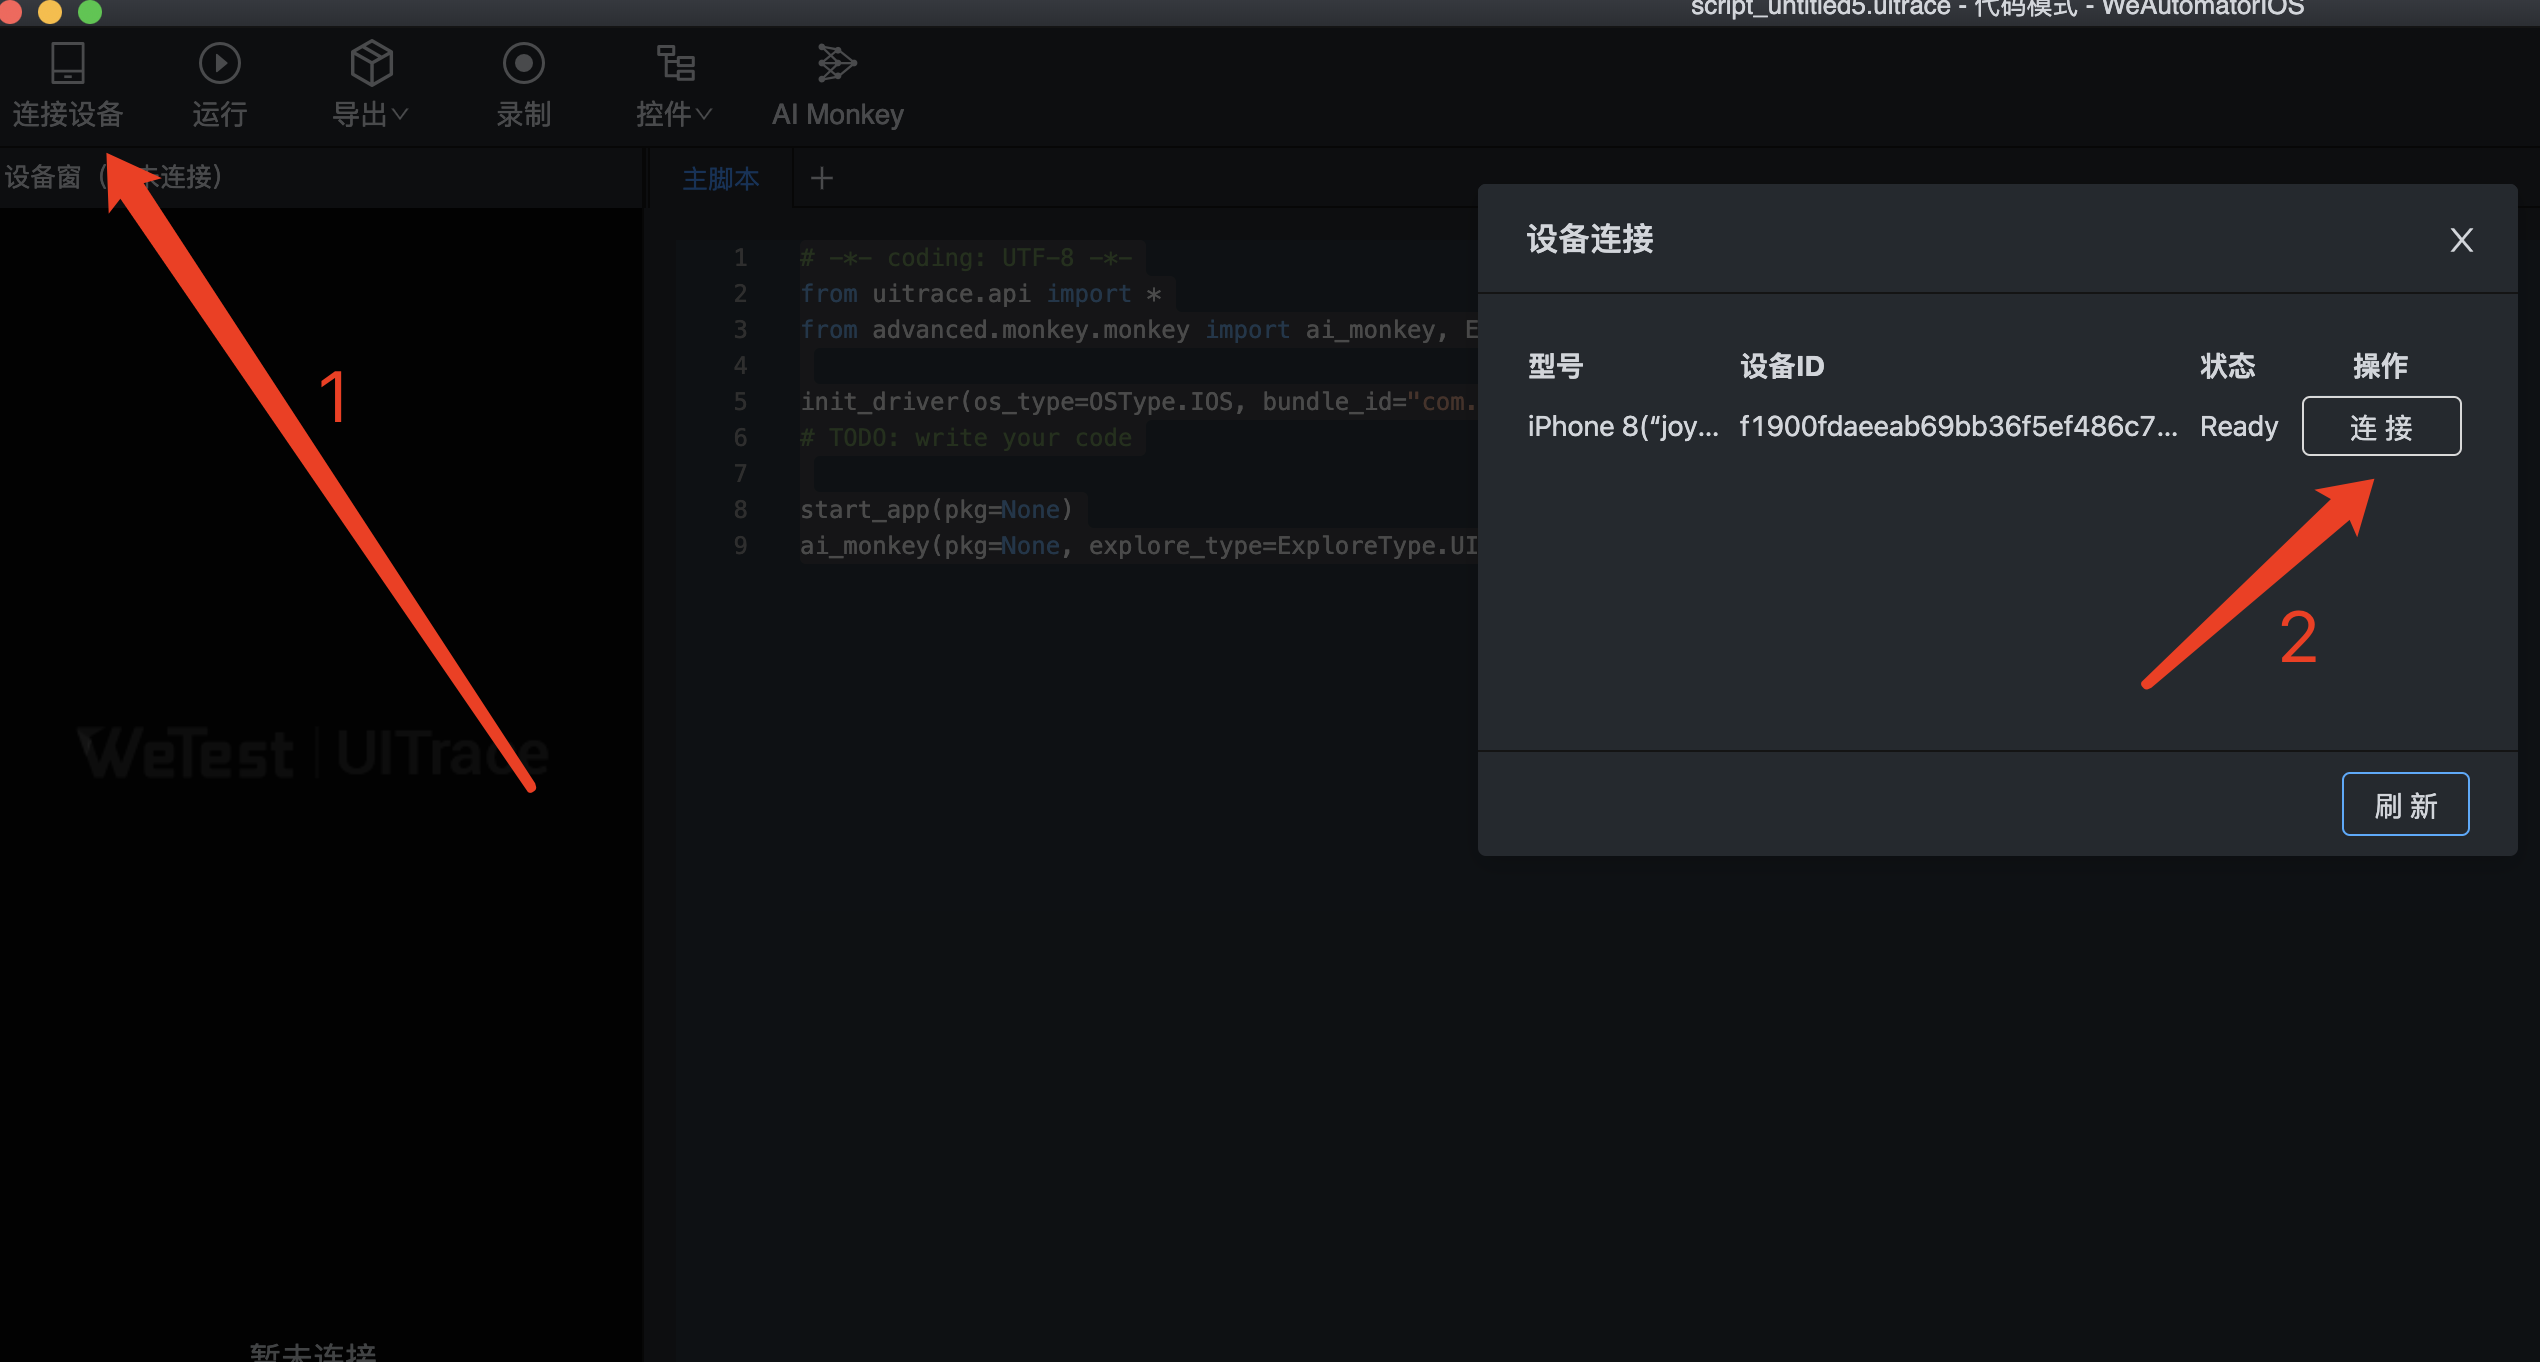 script_untitled5.uitrace - 代码模式 - WeAutomatorIOS
连接设备
运行
导出
录制
控件
AI Monkey
设备窗（ 未连接）
主脚本
1 # -*- coding: UTF-8 -*-
2 from uitrace.api import *
3 from advanced.monkey.monkey import ai_monkey, E
4
5 init_driver(os_type=OSType.IOS, bundle_id="com.
6 # TODO: write your code
7
8 start_app(pkg=None)
9 ai_monkey(pkg=None, explore_type=ExploreType.UI
设备连接
型号 设备ID 状态 操作
iPhone 8(“joy... f1900fdaeeab69bb36f5ef486c7... Ready 连接
刷新
1
2
WeTest | UITrace
暂未连接